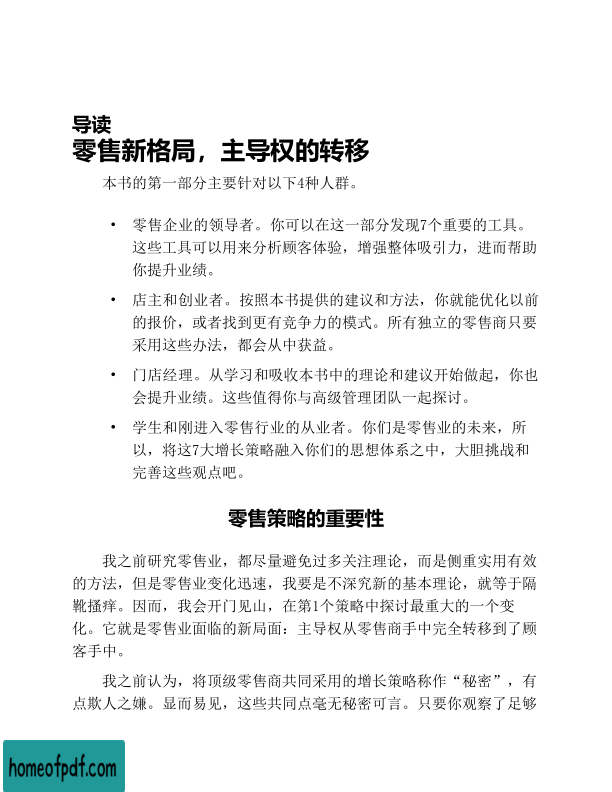 导读
零售新格局，主导权的转移
本书的第一部分主要针对以下4种人群。
• 零售企业的领导者。你可以在这一部分发现7个重要的工具。
这些工具可以用来分析顾客体验，增强整体吸引力，进而帮助
你提升业绩。
• 店主和创业者。按照本书提供的建议和方法，你就能优化以前
的报价，或者找到更有竞争力的模式。所有独立的零售商只要
采用这些办法，都会从中获益。
• 门店经理。从学习和吸收本书中的理论和建议开始做起，你也
会提升业绩。这些值得你与高级管理团队一起探讨。
• 学生和刚进入零售行业的从业者。你们是零售业的未来，所
以，将这7大增长策略融入你们的思想体系之中，大胆挑战和
完善这些观点吧。
零售策略的重要性
我之前研究零售业，都尽量避免过多关注理论，而是侧重实用有效
的方法，但是零售业变化迅速，我要是不深究新的基本理论，就等于隔
靴搔痒。因而，我会开门见山，在第1个策略中探讨最重大的一个变
化。它就是零售业面临的新局面：主导权从零售商手中完全转移到了顾
客手中。
我之前认为，将顶级零售商共同采用的增长策略称作“秘密”，有
点欺人之嫌。显而易见，这些共同点毫无秘密可言。只要你观察了足够
homeofpdf.com